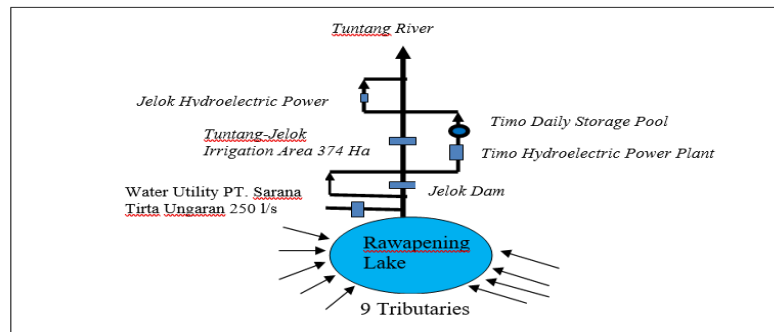 Tuntang River
Jelok Hydroelectric Power
Timo Daily Storage Pool
Tuntang-Jelok
Irrigation Area 374 Ha
Timo Hydroelectric Power Plant
Water Utility PT. Sarana
Tirta Ungaran 250 l/s
Jelok Dam
Rawapening
Lake
9 Tributaries